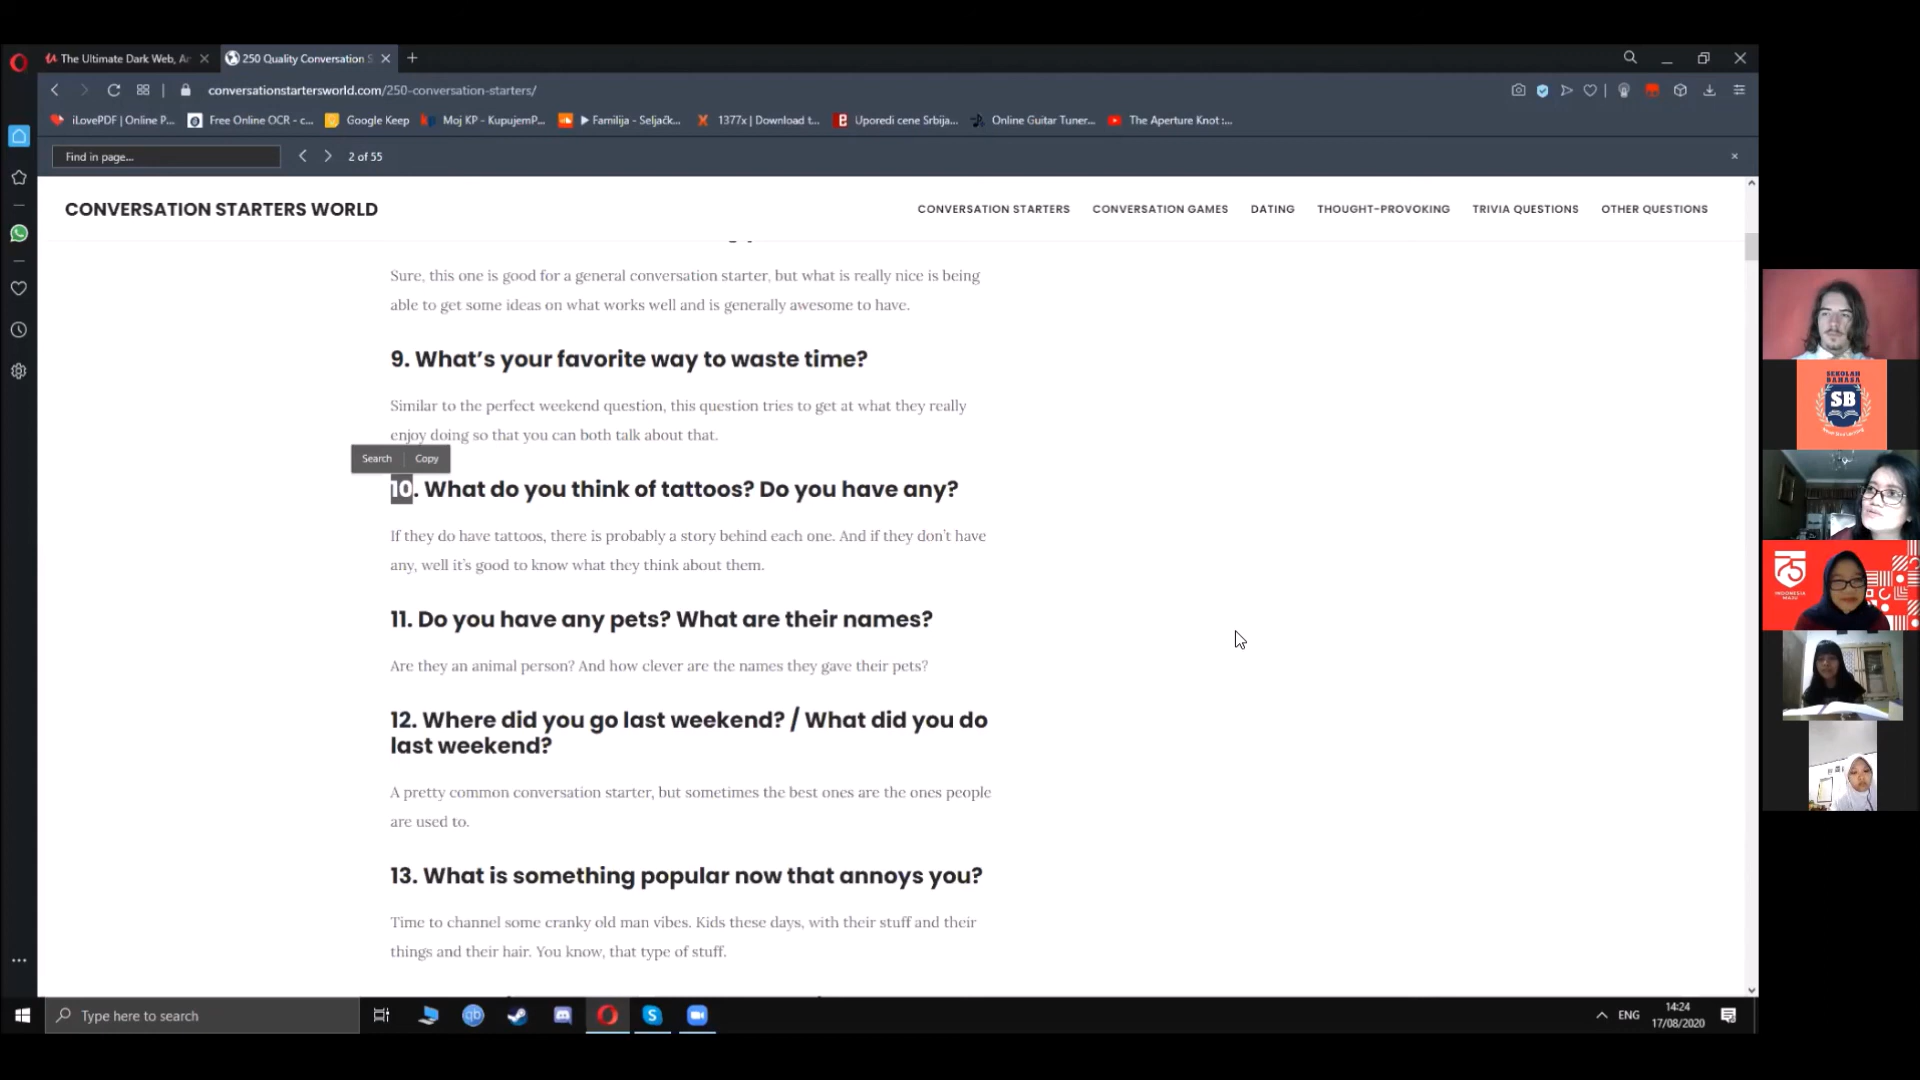 The Ultimate Dark Web, Ar
250 Quality Conversation S
conversationstartersworld.com/250-conversation-starters/
iLovePDF | Online P...
Free Online OCR - c...
Google Keep
Moj KP - KupujemP...
▶ Familija - Seljačk...
1377x | Download t...
Uporedi cene Srbija...
Online Guitar Tuner...
The Aperture Knot :...
Find in page...
2 of 55
CONVERSATION STARTERS WORLD
CONVERSATION STARTERS
CONVERSATION GAMES
DATING
THOUGHT-PROVOKING
TRIVIA QUESTIONS
OTHER QUESTIONS
Sure, this one is good for a general conversation starter, but what is really nice is being
able to get some ideas on what works well and is generally awesome to have.
9. What's your favorite way to waste time?
Similar to the perfect weekend question, this question tries to get at what they really
enjoy doing so that you can both talk about that.
Search
Copy
10. What do you think of tattoos? Do you have any?
If they do have tattoos, there is probably a story behind each one. And if they don't have
any, well it's good to know what they think about them.
11. Do you have any pets? What are their names?
Are they an animal person? And how clever are the names they gave their pets?
12. Where did you go last weekend? / What did you do
last weekend?
A pretty common conversation starter, but sometimes the best ones are the ones people
are used to.
13. What is something popular now that annoys you?
Time to channel some cranky old man vibes. Kids these days, with their stuff and their
things and their hair. You know, that type of stuff.
SEKOLAH
BAHASA
SB
75
INDONESIA
MAJU
Type here to search
qb
ENG
14:24
17/08/2020